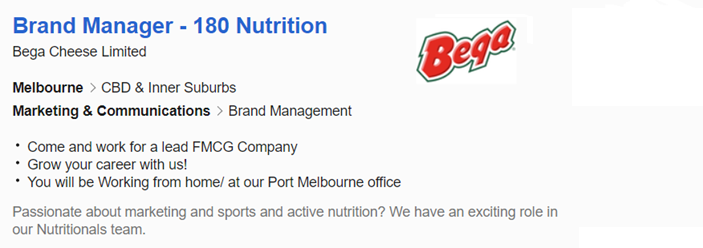 Brand Manager - 180 Nutrition
Bega Cheese Limited
Bega
Melbourne > CBD & Inner Suburbs
Marketing & Communications > Brand Management
• Come and work for a lead FMCG Company
• Grow your career with us!
• You will be Working from home/ at our Port Melbourne office
Passionate about marketing and sports and active nutrition? We have an exciting role in
our Nutritionals team.